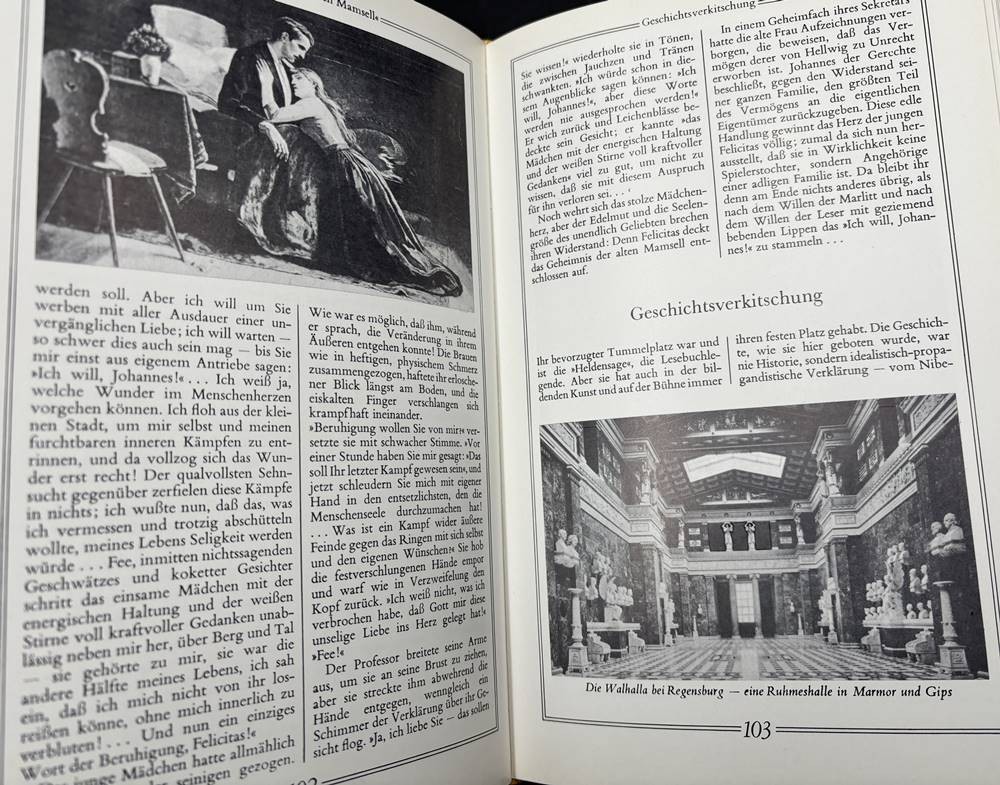 Mamsell«
werden soll. Aber ich will um Sie
werben mit aller Ausdauer einer un-
vergänglichen Liebe; ich will warten —
so schwer dies auch sein mag — bis Sie
mir einst aus eigenem Antriebe sagen:
›Ich will, Johannes!‹ ... Ich weiß ja,
welche Wunder im Menschenherzen
vorgehen können. Ich floh aus der klei-
nen Stadt, um mir selbst und meinen
furchtbaren inneren Kämpfen zu ent-
rinnen, und da vollzog sich das Wun-
der erst recht! Der qualvollsten Sehn-
sucht gegenüber zerfielen diese Kämpfe
in nichts; ich wußte nun, daß das, was
ich vermessen und trotzig abschütteln
wollte, meines Lebens Seligkeit werden
würde ... Fee, inmitten nichtssagenden
Geschwätzes und koketter Gesichter
schritt das einsame Mädchen mit der
energischen Haltung und der weißen
Stirne voll kraftvoller Gedanken unab-
lässig neben mir her, über Berg und Tal
— sie gehörte zu mir, sie war die
andere Hälfte meines Lebens, ich sah
ein, daß ich mich nicht von ihr los-
reißen könne, ohne mich innerlich zu
verbluten! ... Und nun ein einziges
Wort der Beruhigung, Felicitas!‹
junge Mädchen hatte allmählich
der seinigen gezogen.
Wie war es möglich, daß ihm, während
er sprach, die Veränderung in ihrem
Äußeren entgehen konnte! Die Brauen
wie in heftigen, physischem Schmerz
zusammengezogen, haftete ihr erlosche-
ner Blick längst am Boden, und die
eiskalten Finger verschlangen sich
krampfhaft ineinander.
»Beruhigung wollen Sie von mir«‹ ver-
setzte sie mit schwacher Stimme. »Vor
einer Stunde haben Sie mir gesagt: ›Das
soll Ihr letzter Kampf gewesen sein‹, und
jetzt schleudern Sie mich mit eigener
Hand in den entsetzlichsten, den die
Menschenseele durchzumachen hat!
... Was ist ein Kampf wider äußere
Feinde gegen das Ringen mit sich selbst
und den eigenen Wünschen!‹ Sie hob
die festverschlungenen Hände empor
und warf wie in Verzweifelung den
Kopf zurück. »Ich weiß nicht, was ich
verbrochen habe, daß Gott mir diese
unselige Liebe ins Herz gelegt hat!«
»Fee!«
Der Professor breitete seine Arme
aus, um sie an seine Brust zu ziehen,
aber sie streckte ihm abwehrend die
Hände entgegen, wenngleich ein
Schimmer der Verklärung über ihr Ge-
sicht flog. »Ja, ich liebe Sie — das sollen
102
Geschichtsverkitschung
Sie wissen!« wiederholte sie in Tönen,
die zwischen Jauchzen und Tränen
schwankten. »Ich würde schon in die-
sem Augenblicke sagen können: ›Ich
will, Johannes!‹, aber diese Worte
werden nie ausgesprochen werden!«
Er wich zurück und Leichenblässe be-
deckte sein Gesicht; er kannte »das
Mädchen mit der energischen Haltung
und der weißen Stirne voll kraftvoller
Gedanken« viel zu gut, um nicht zu
wissen, daß sie mit diesem Ausspruch
für ihn verloren sei. . . ‹
Noch wehrt sich das stolze Mädchen-
herz, aber der Edelmut und die Seelen-
größe des unendlich Geliebten brechen
ihren Widerstand: Denn Felicitas deckt
das Geheimnis der alten Mamsell ent-
schlossen auf.
In einem Geheimfach ihres Sekretärs
hatte die alte Frau Aufzeichnungen ver-
borgen, die beweisen, daß das Ver-
mögen derer von Hellwig zu Unrecht
erworben ist. Johannes der Gerechte
beschließt, gegen den Widerstand sei-
ner ganzen Familie, den größten Teil
des Vermögens an die eigentlichen
Eigentümer zurückzugeben. Diese edle
Handlung gewinnt das Herz der jungen
Felicitas völlig; zumal da sich nun her-
ausstellt, daß sie in Wirklichkeit keine
Spielerstochter, sondern Angehörige
einer adligen Familie ist. Da bleibt ihr
denn am Ende nichts anderes übrig, als
nach dem Willen der Marlitt und nach
dem Willen der Leser mit geziemend
bebenden Lippen das »Ich will, Johan-
nes!« zu stammeln ...
Geschichtsverkitschung
Ihr bevorzugter Tummelplatz war und
ist die »Heldensage«, die Lesebuchle-
gende. Aber sie hat auch in der bil-
denden Kunst und auf der Bühne immer
ihren festen Platz gehabt. Die Geschich-
te, wie sie hier geboten wurde, war
nie Historie, sondern idealistisch-propa-
gandistische Verklärung — vom Nibe-
Die Walhalla bei Regensburg — eine Ruhmeshalle in Marmor und Gips
103